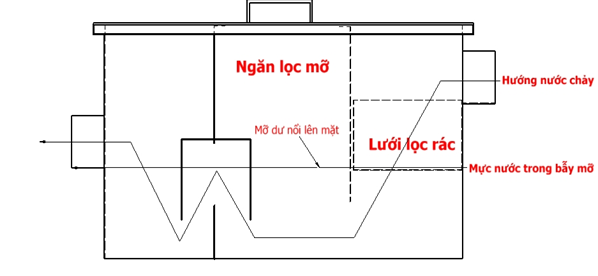 Ngăn lọc mỡ
Hướng nước chảy
Mỡ dư nổi lên mặt
Lưới lọc rác
Mực nước trong bẫy mỡ